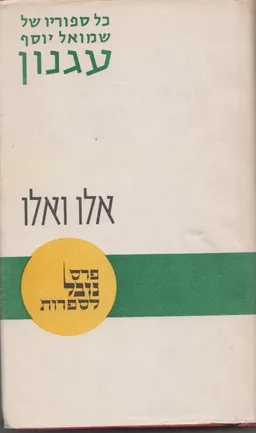 כל ספוריו של
שמואל יוסף
עגנון
אלו ואלו
פרס
נובל
לספרות